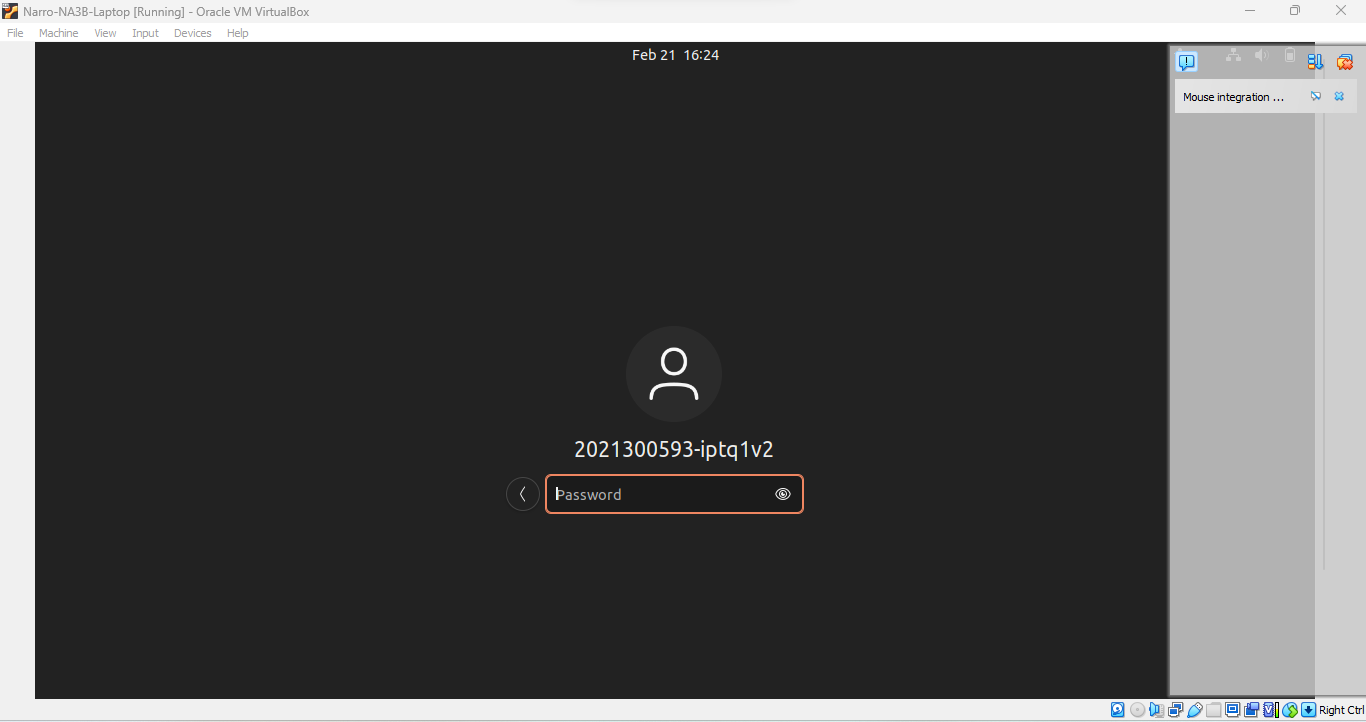 Narro-NA3B-Laptop [Running] - Oracle VM VirtualBox
File Machine View Input Devices Help
Feb 21 16:24
Mouse integration ...
2021300593-iptq1v2
Password
Right Ctrl